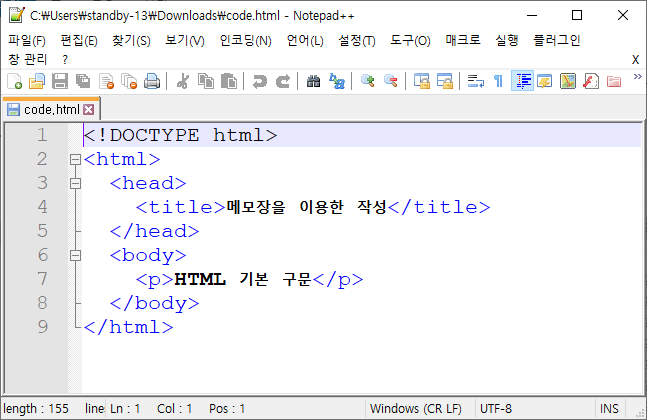 C:\Users\standby-13\Downloads\code.html - Notepad++
파일(F) 편집(E) 찾기(S) 보기(V) 인코딩(N) 언어(L) 설정(T) 도구(O) 매크로 실행 플러그인
창 관리 ? X
code.html
1 <!DOCTYPE html>
2 <html>
3 <head>
4 <title>메모장을 이용한 작성</title>
5 </head>
6 <body>
7 <p>HTML 기본 구문</p>
8 </body>
9 </html>
length : 155 line Ln : 1 Col : 1 Pos : 1 Windows (CR LF) UTF-8 INS